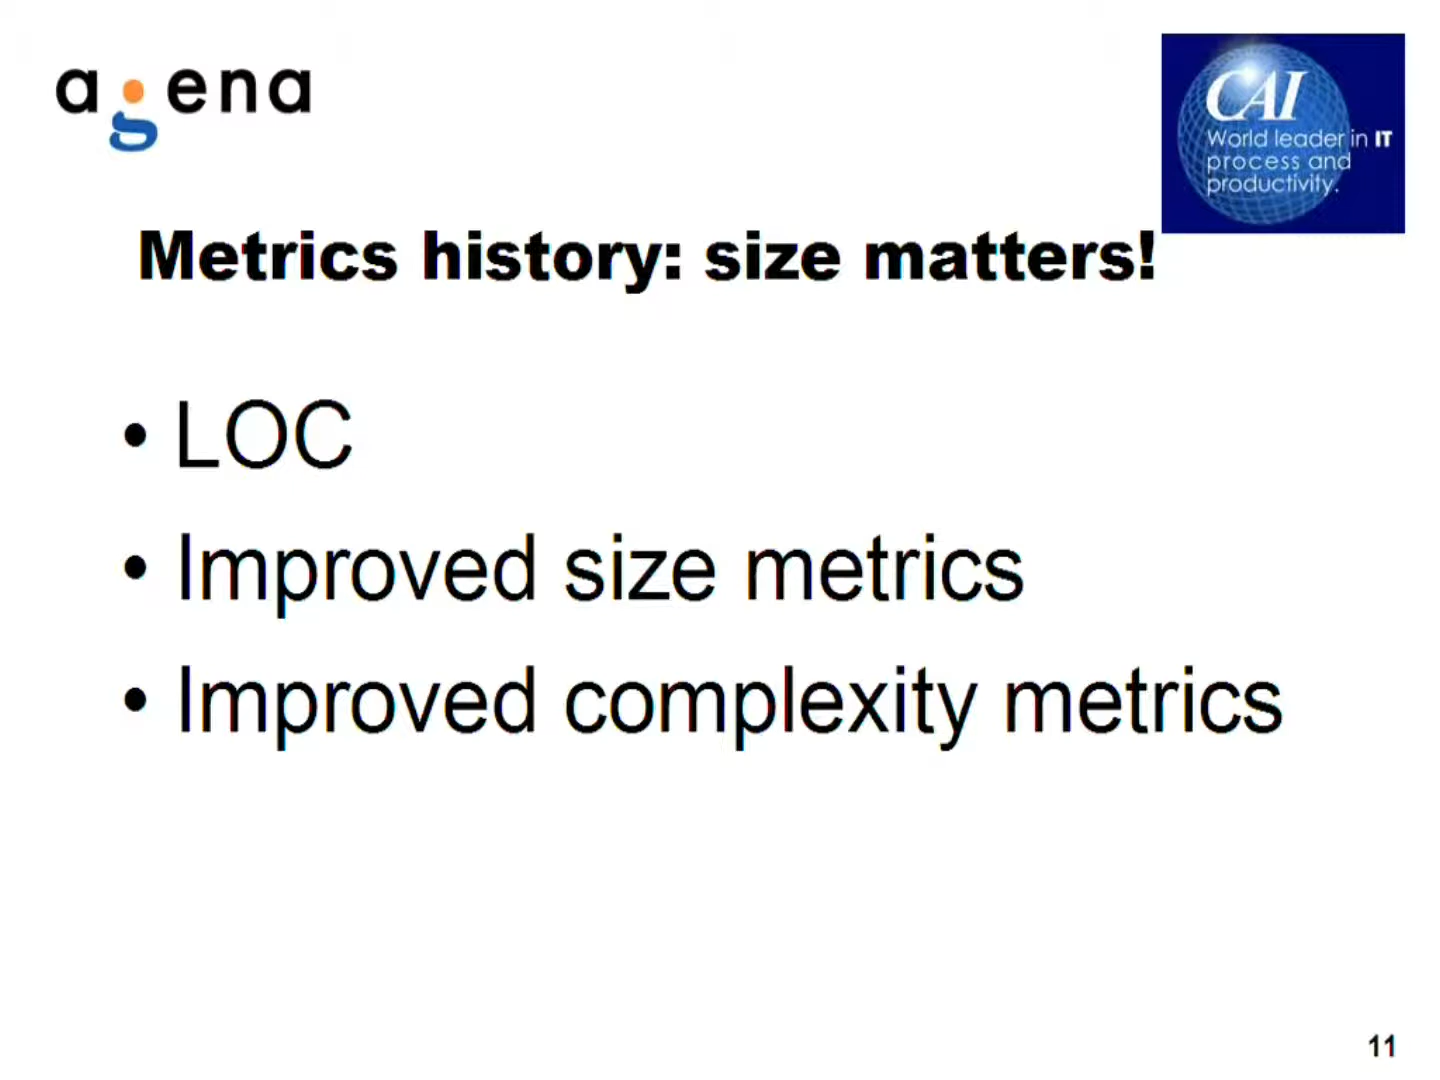 agena
CAI
World leader in IT
process and
productivity.
Metrics history: size matters!
• LOC
• Improved size metrics
• Improved complexity metrics
11